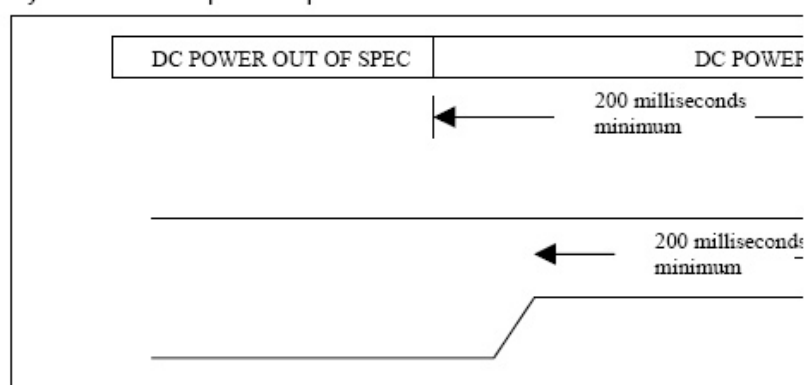 DC POWER OUT OF SPEC DC POWER
200 milliseconds
minimum
200 milliseconds
minimum